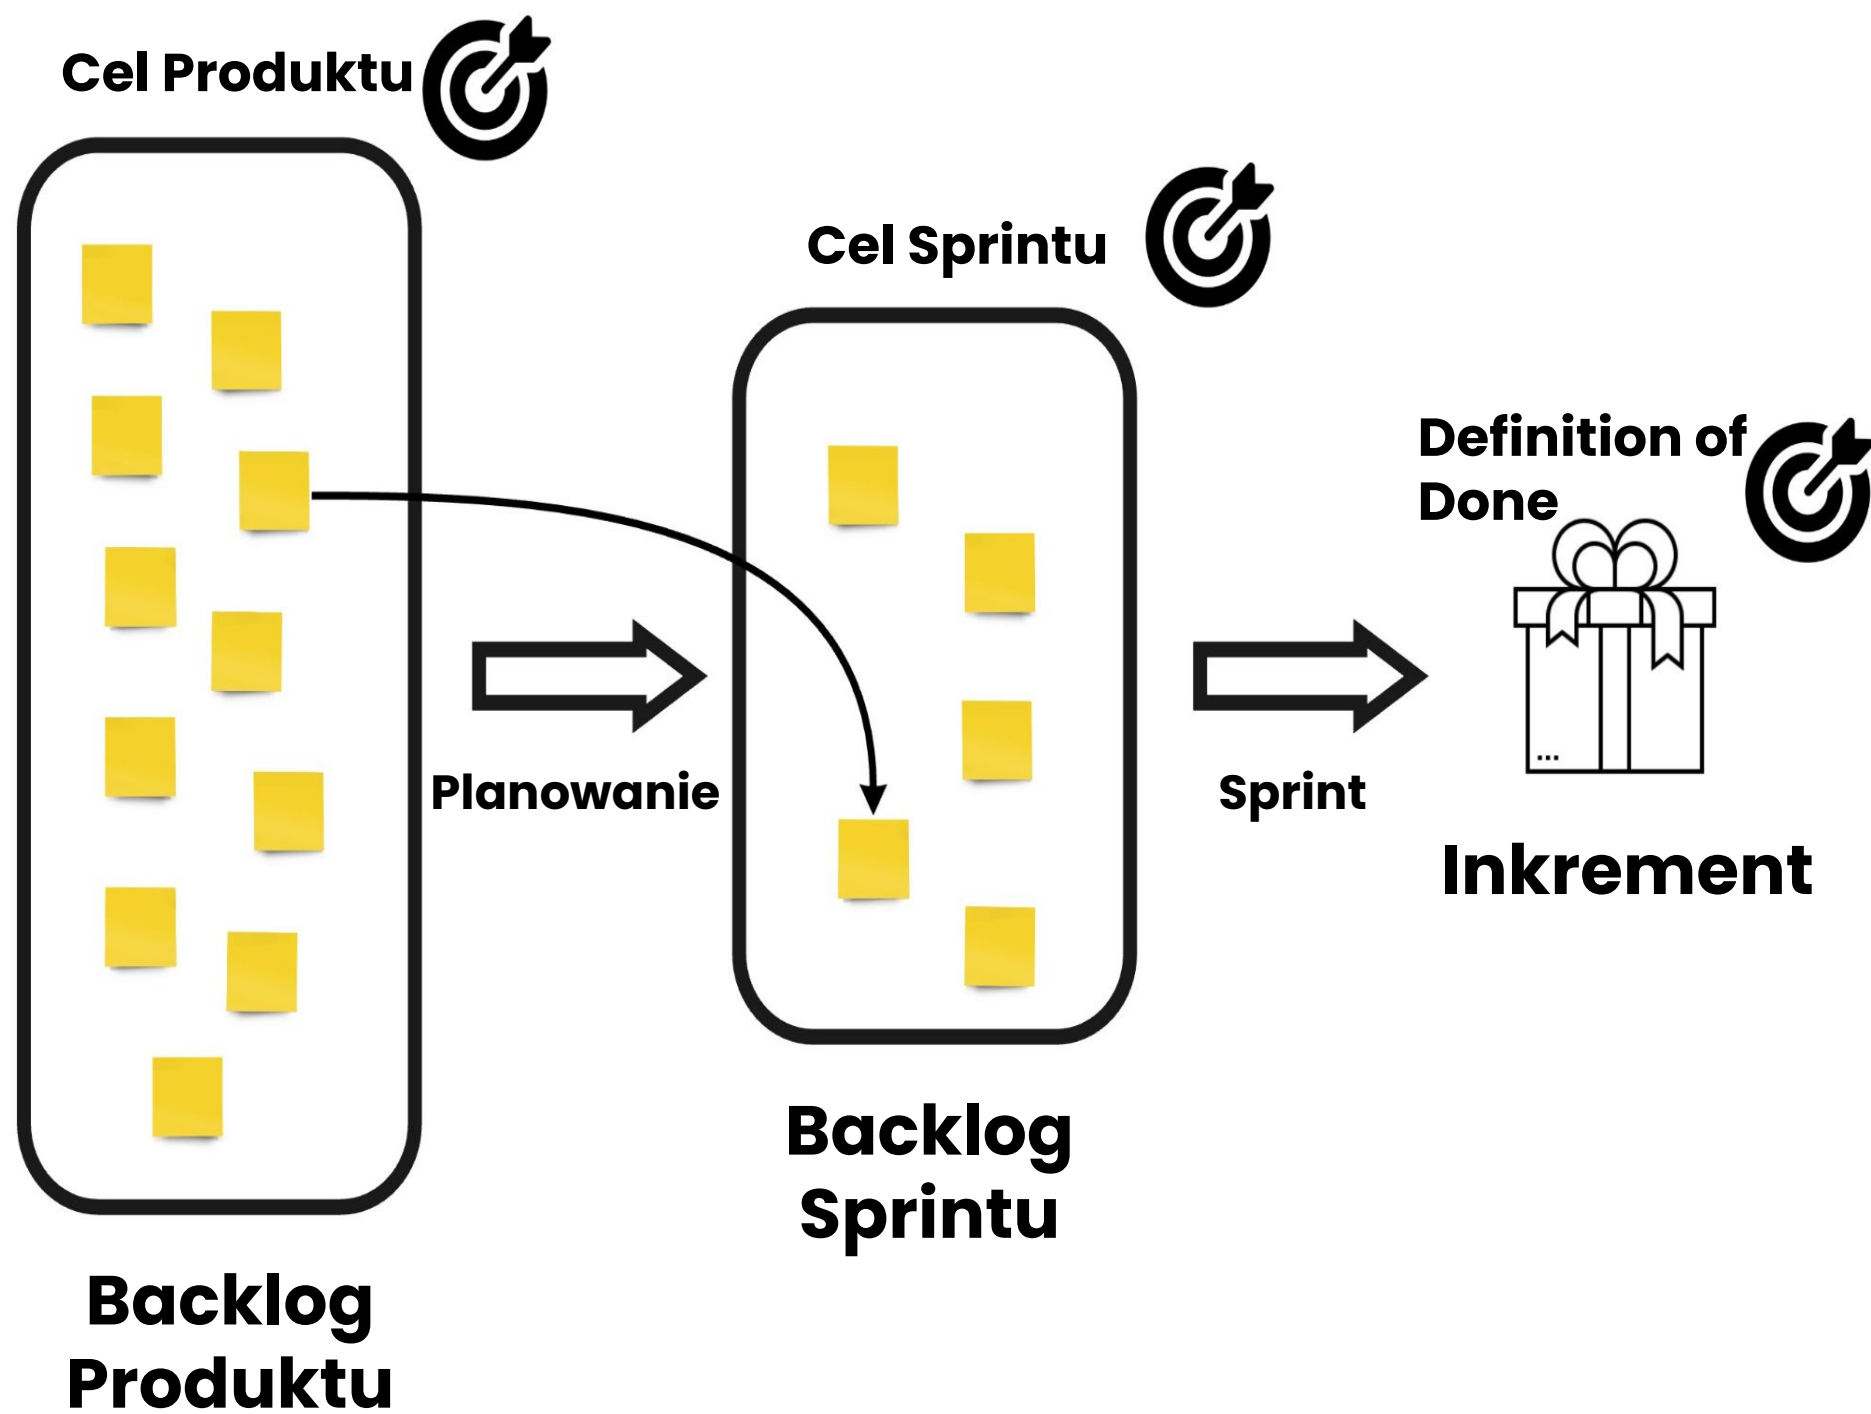 Cel Produktu
Cel Sprintu
Definition of
Done
Planowanie
Sprint
...
Inkrement
Backlog
Sprintu
Backlog
Produktu